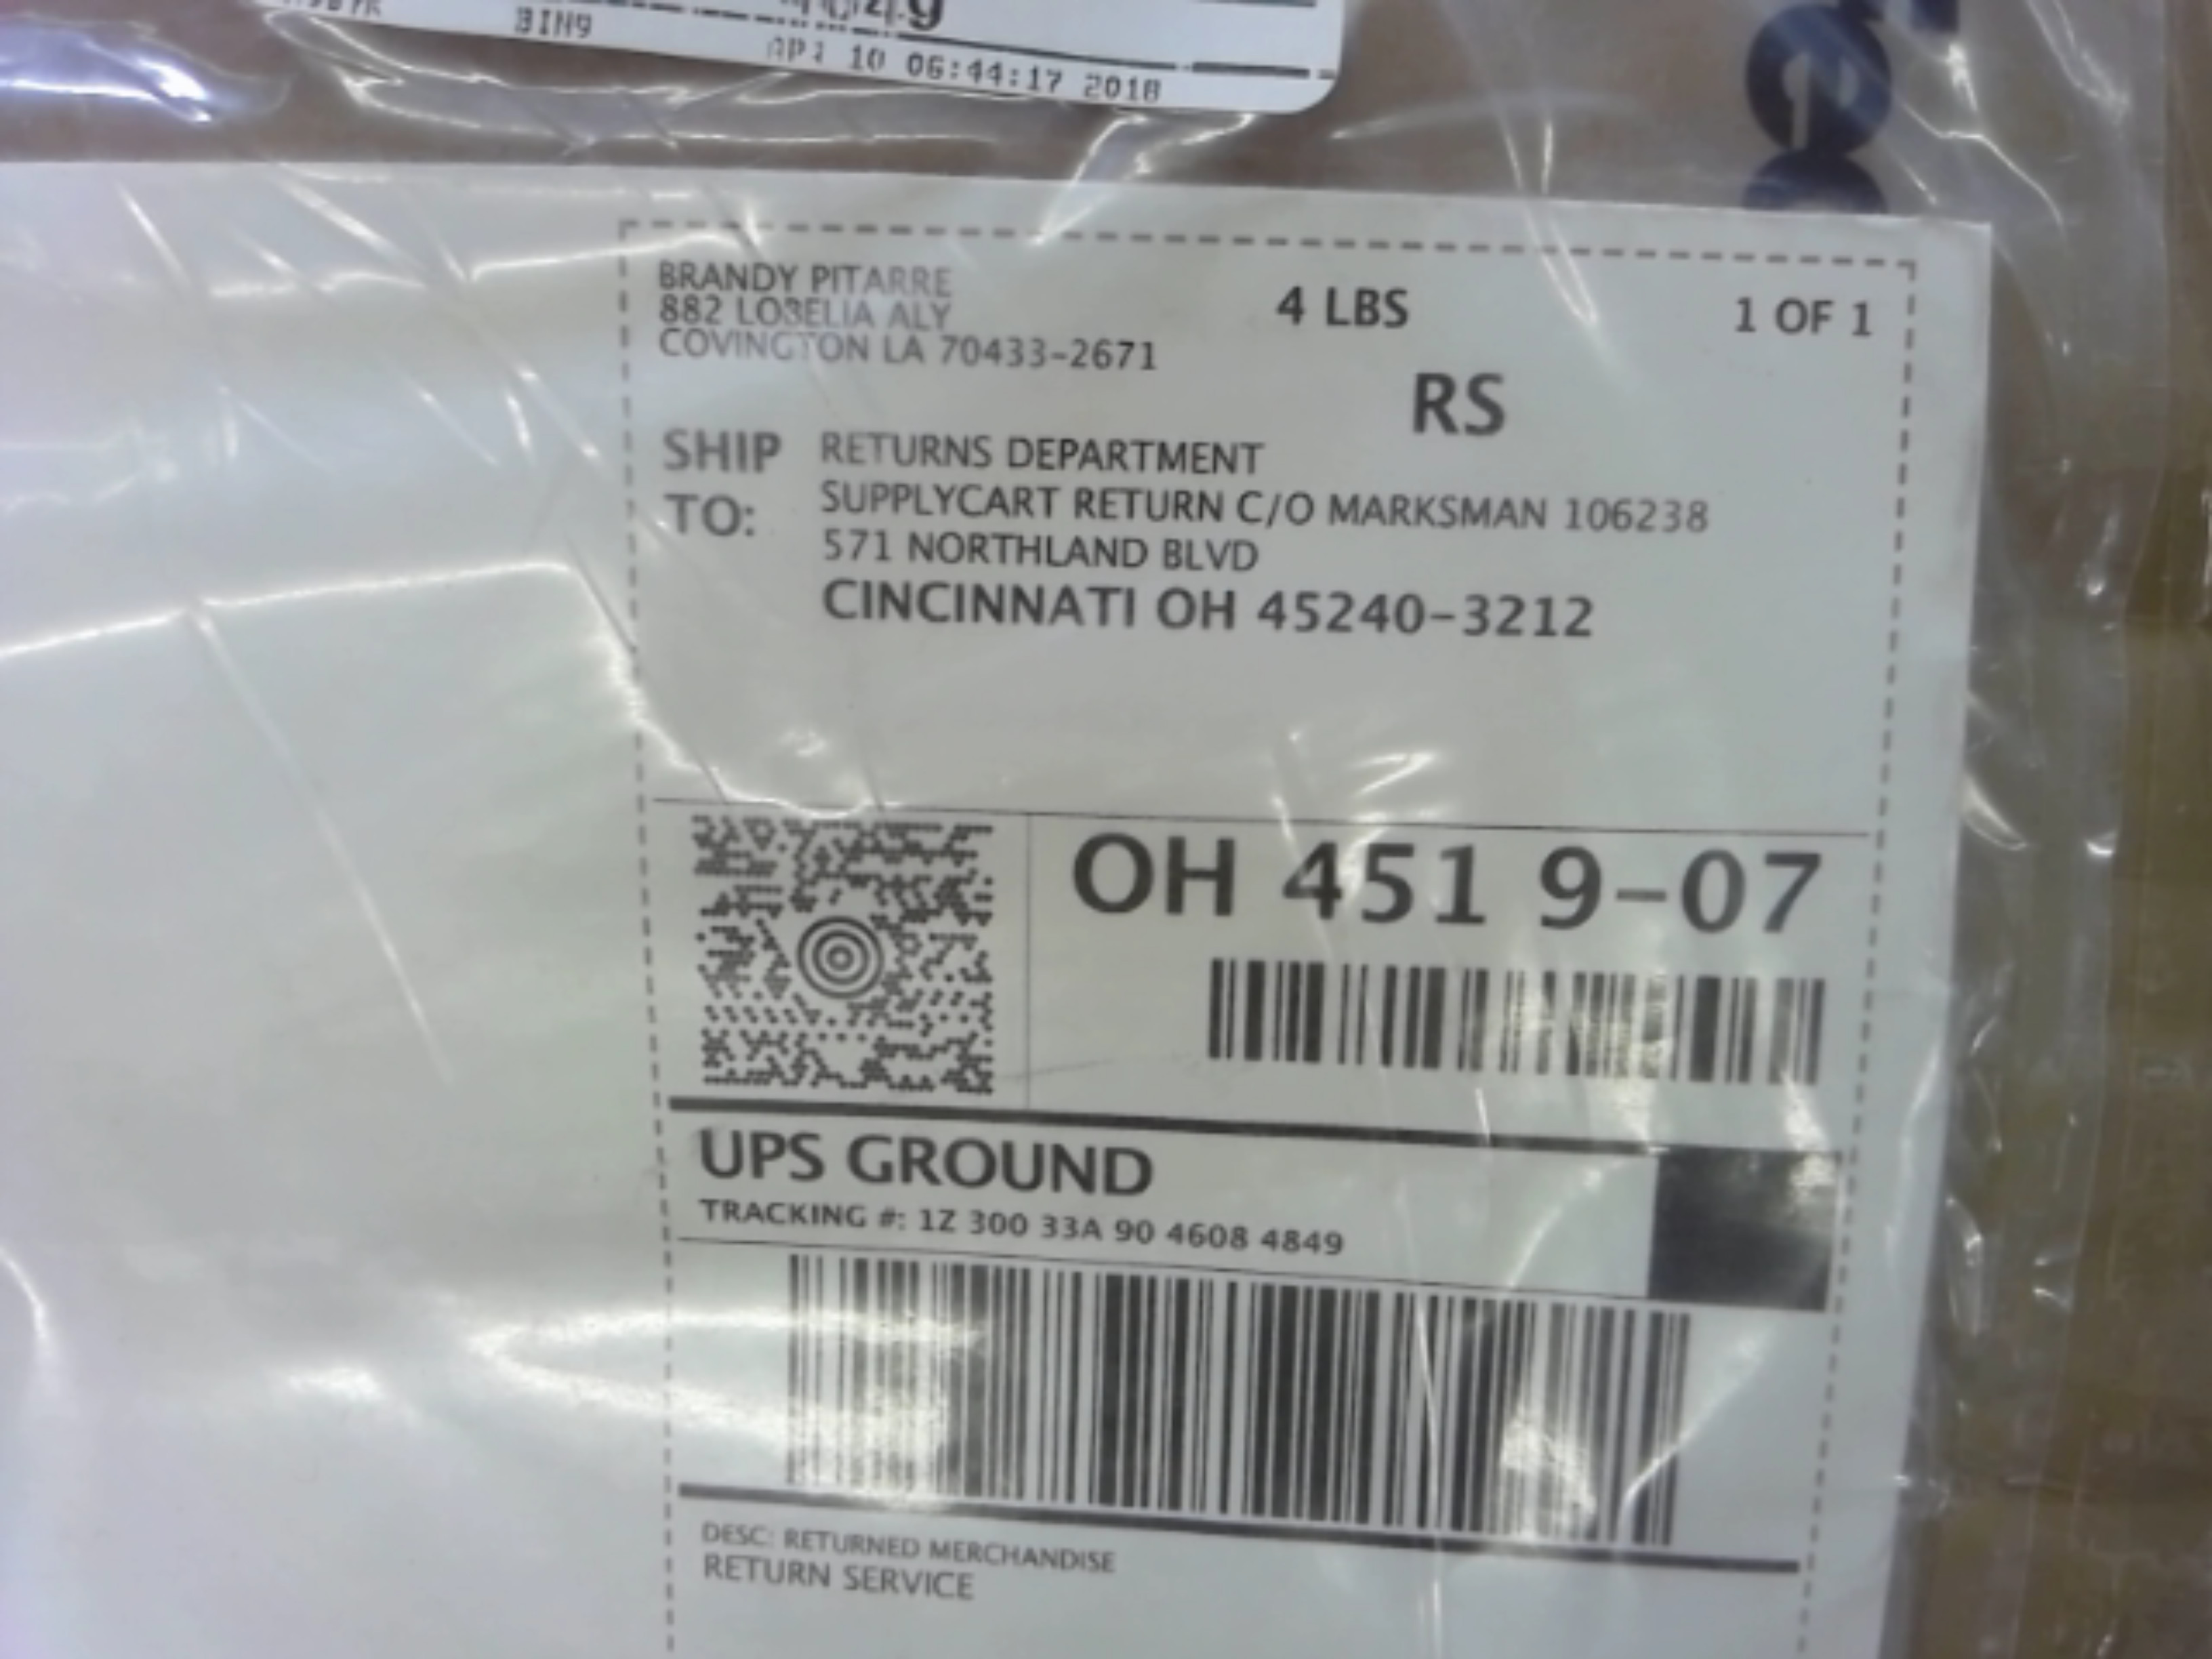 BIN9
10 06:44:17 2018
BRANDY PITARRE
882 LOBELIA ALY
COVINGTON LA 70433-2671
4 LBS
1 OF 1
RS
SHIP TO:
RETURNS DEPARTMENT
SUPPLYCART RETURN C/O MARKSMAN 106238
571 NORTHLAND BLVD
CINCINNATI OH 45240-3212
OH 451 9-07
UPS GROUND
TRACKING #: 1Z 300 33A 90 4608 4849
DESC: RETURNED MERCHANDISE
RETURN SERVICE